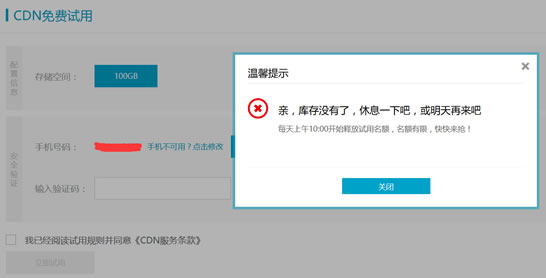 CDN免费试用
配置信息
存储空间：
100GB
安全验证
手机号码：
手机不可用？点击修改
输入验证码：
我已经阅读试用规则并同意《CDN服务条款》
立即试用
温馨提示
亲，库存没有了，休息一下吧，或明天再来吧
每天上午10:00开始释放试用名额，名额有限，快快来抢！
关闭